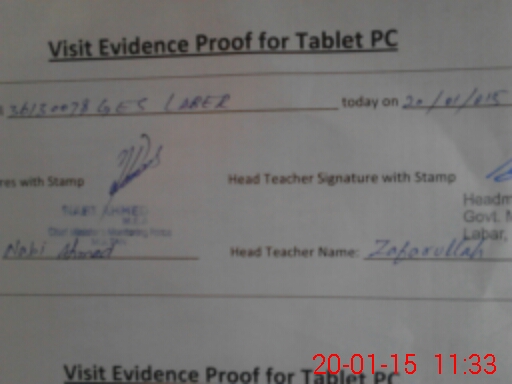 Visit Evidence Proof for Tablet PC
GES LABER today on 20/01/015
res with Stamp Head Teacher Signature with Stamp
Headm
Govt. M
Labar,
Nabi Ahmad Head Teacher Name: Zafarullah
Visit Evidence Proof for Tablet PC
20-01-15 11:33